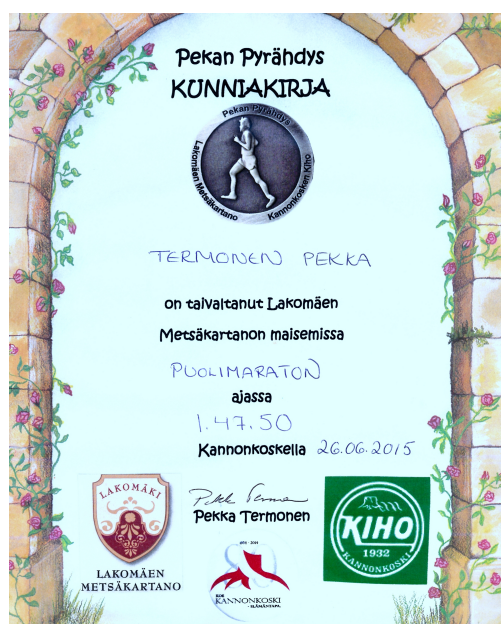 Pekan Pyrähdys
KUNNIAKIRJA
Pekan Pyrähdys
Lakomäen Metsäkartano
Kannonkosken Kiho
TERMONEN PEKKA
on taivaltanut Lakomäen
Metsäkartanon maisemissa
PUOLIMARATON
ajassa
1.47.50
Kannonkoskella 26.06.2015
Pekka Termonen
LAKOMÄKI
LAKOMÄEN
METSÄKARTANO
KIHO
1932
KANNONKOSKI
KANNONKOSKI
- ELÄMÄNTAPA